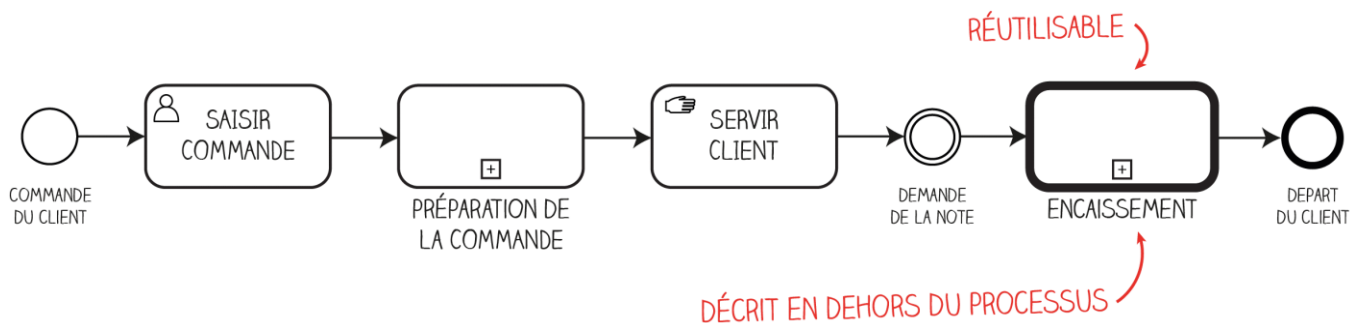 RÉUTILISABLE
SAISIR
COMMANDE
SERVIR
CLIENT
COMMANDE
DU CLIENT
PRÉPARATION DE
LA COMMANDE
DEMANDE
DE LA NOTE
ENCAISSEMENT
DEPART
DU CLIENT
DÉCRIT EN DEHORS DU PROCESSUS